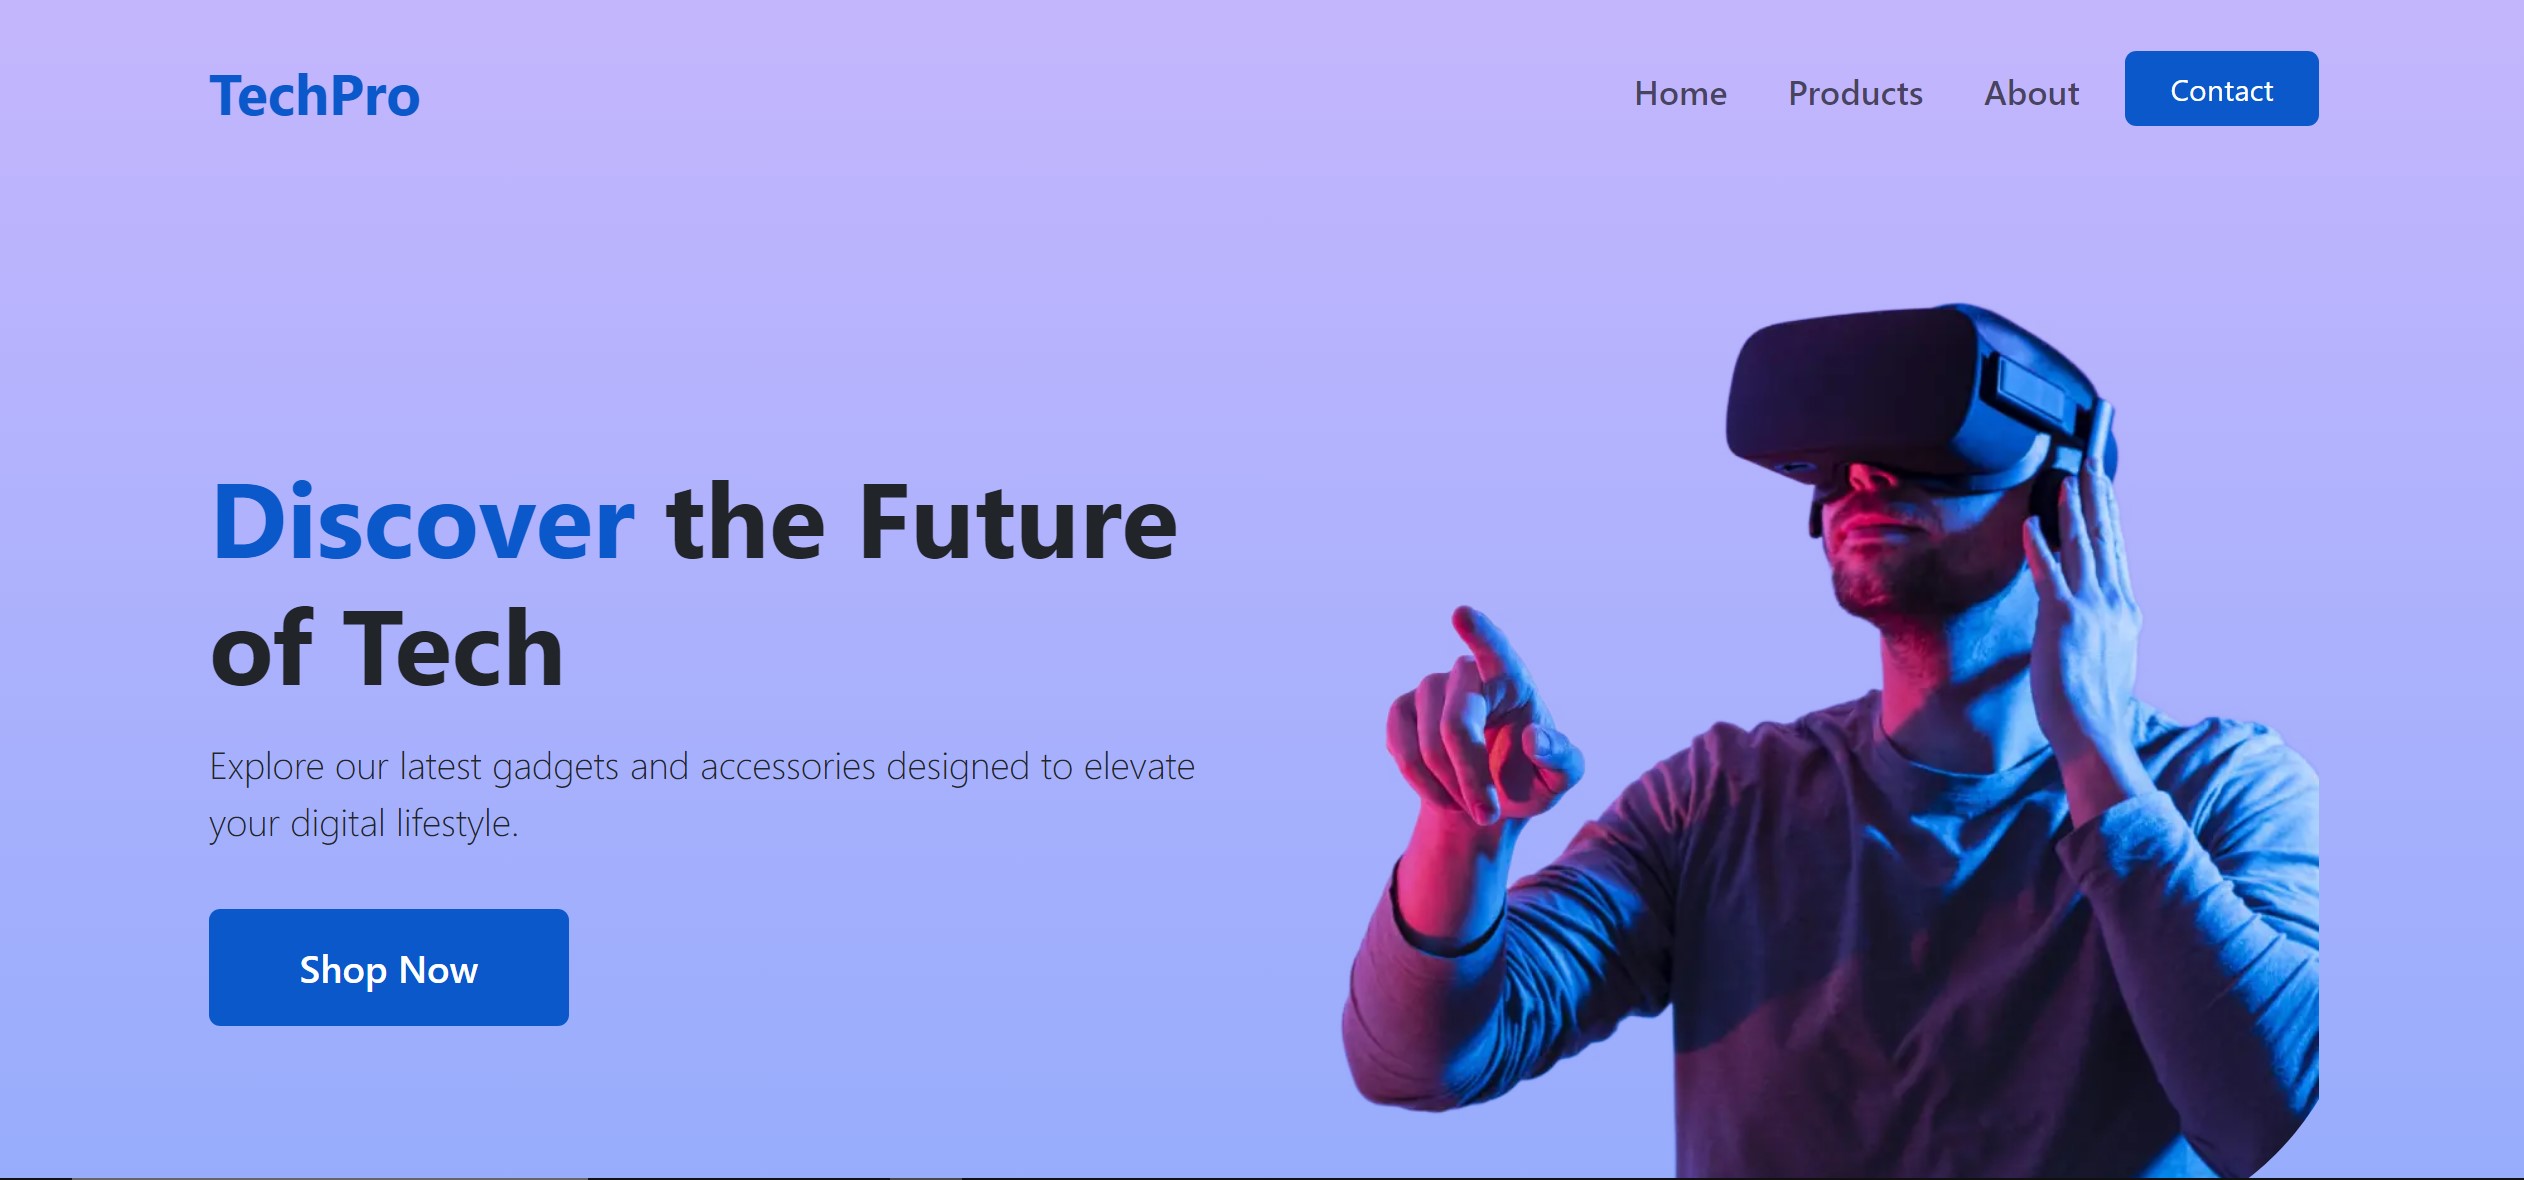 TechPro
Home Products About Contact
Discover the Future
of Tech
Explore our latest gadgets and accessories designed to elevate
your digital lifestyle.
Shop Now